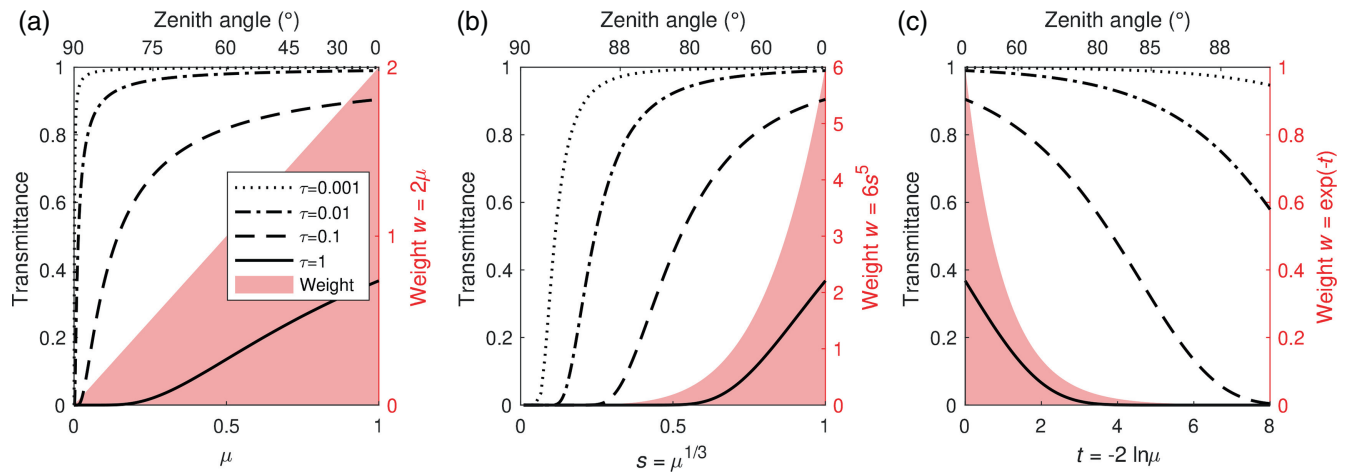 (a)
Zenith angle (°)
90 75 60 45 30 0
1
0.8
0.6
0.4
0.2
0
Transmittance
τ=0.001
τ=0.01
τ=0.1
τ=1
Weight
2
1
0
Weight w = 2μ
0 0.5 1
μ
(b)
Zenith angle (°)
90 88 80 60 0
1
0.8
0.6
0.4
0.2
0
Transmittance
6
5
4
3
2
1
0
Weight w = 6s⁵
0 0.5 1
s = μ^{1/3}
(c)
Zenith angle (°)
0 60 80 85 88
1
0.8
0.6
0.4
0.2
0
Transmittance
1
0.8
0.6
0.4
0.2
0
Weight w = exp(-t)
0 2 4 6 8
t = -2 lnμ